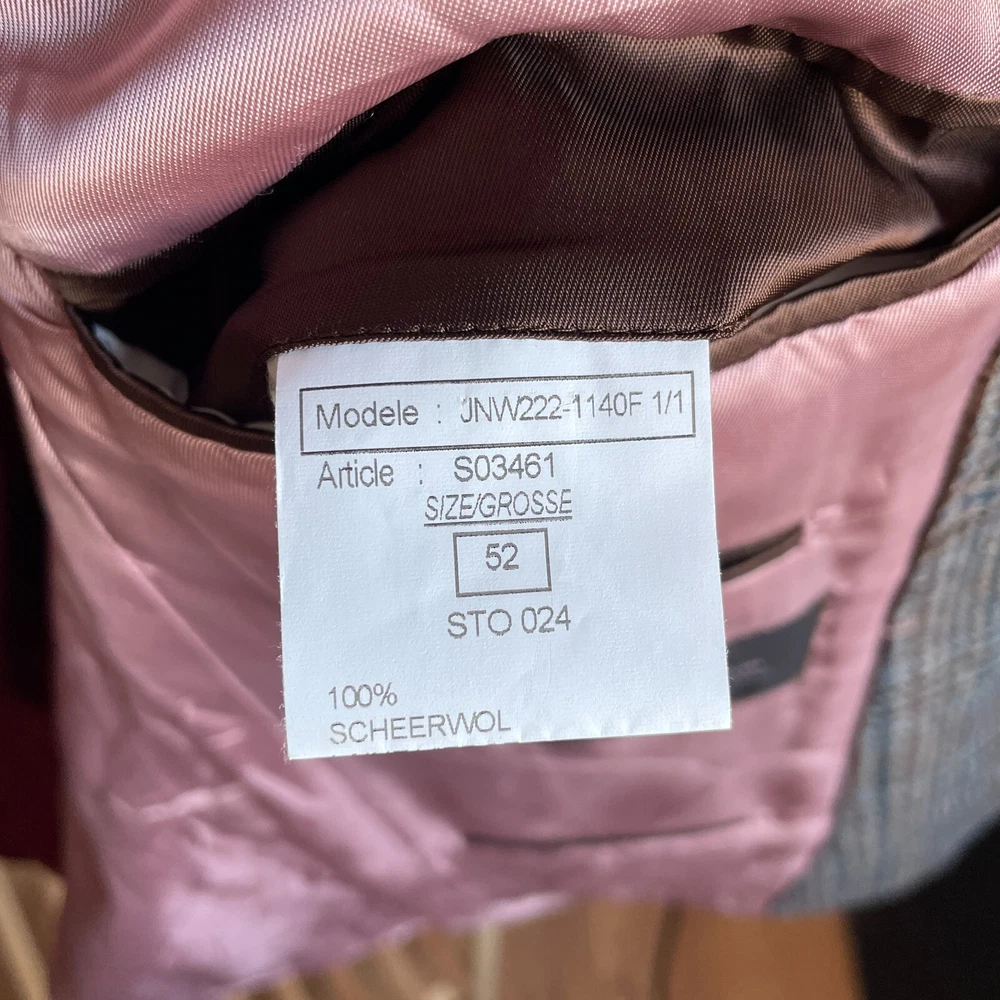 Modele : JNW222-1140F 1/1
Article : S03461
SIZE/GROSSE
52
STO 024
100%
SCHEERWOL